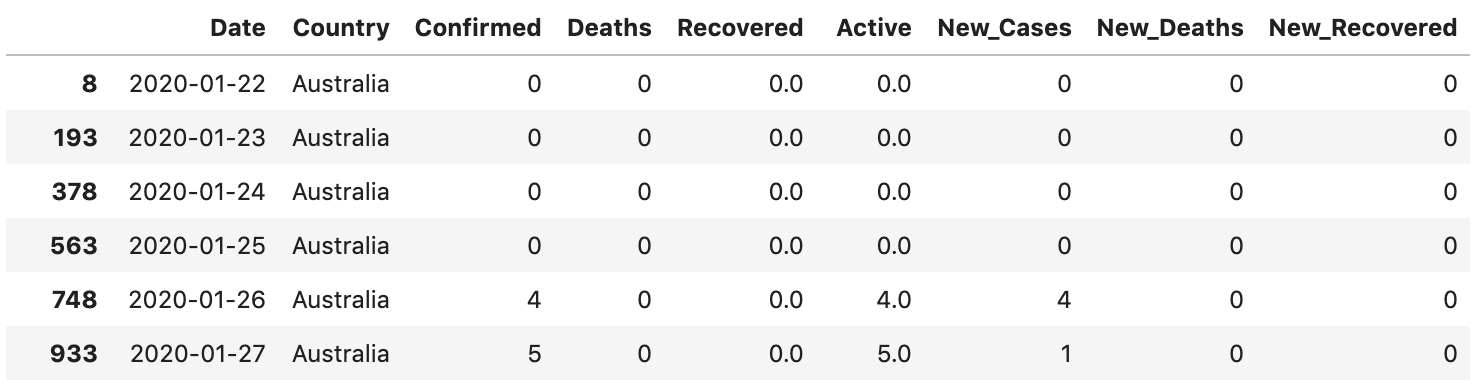 Date Country Confirmed Deaths Recovered Active New_Cases New_Deaths New_Recovered
8 2020-01-22 Australia 0 0 0.0 0.0 0 0 0
193 2020-01-23 Australia 0 0 0.0 0.0 0 0 0
378 2020-01-24 Australia 0 0 0.0 0.0 0 0 0
563 2020-01-25 Australia 0 0 0.0 0.0 0 0 0
748 2020-01-26 Australia 4 0 0.0 4.0 4 0 0
933 2020-01-27 Australia 5 0 0.0 5.0 1 0 0